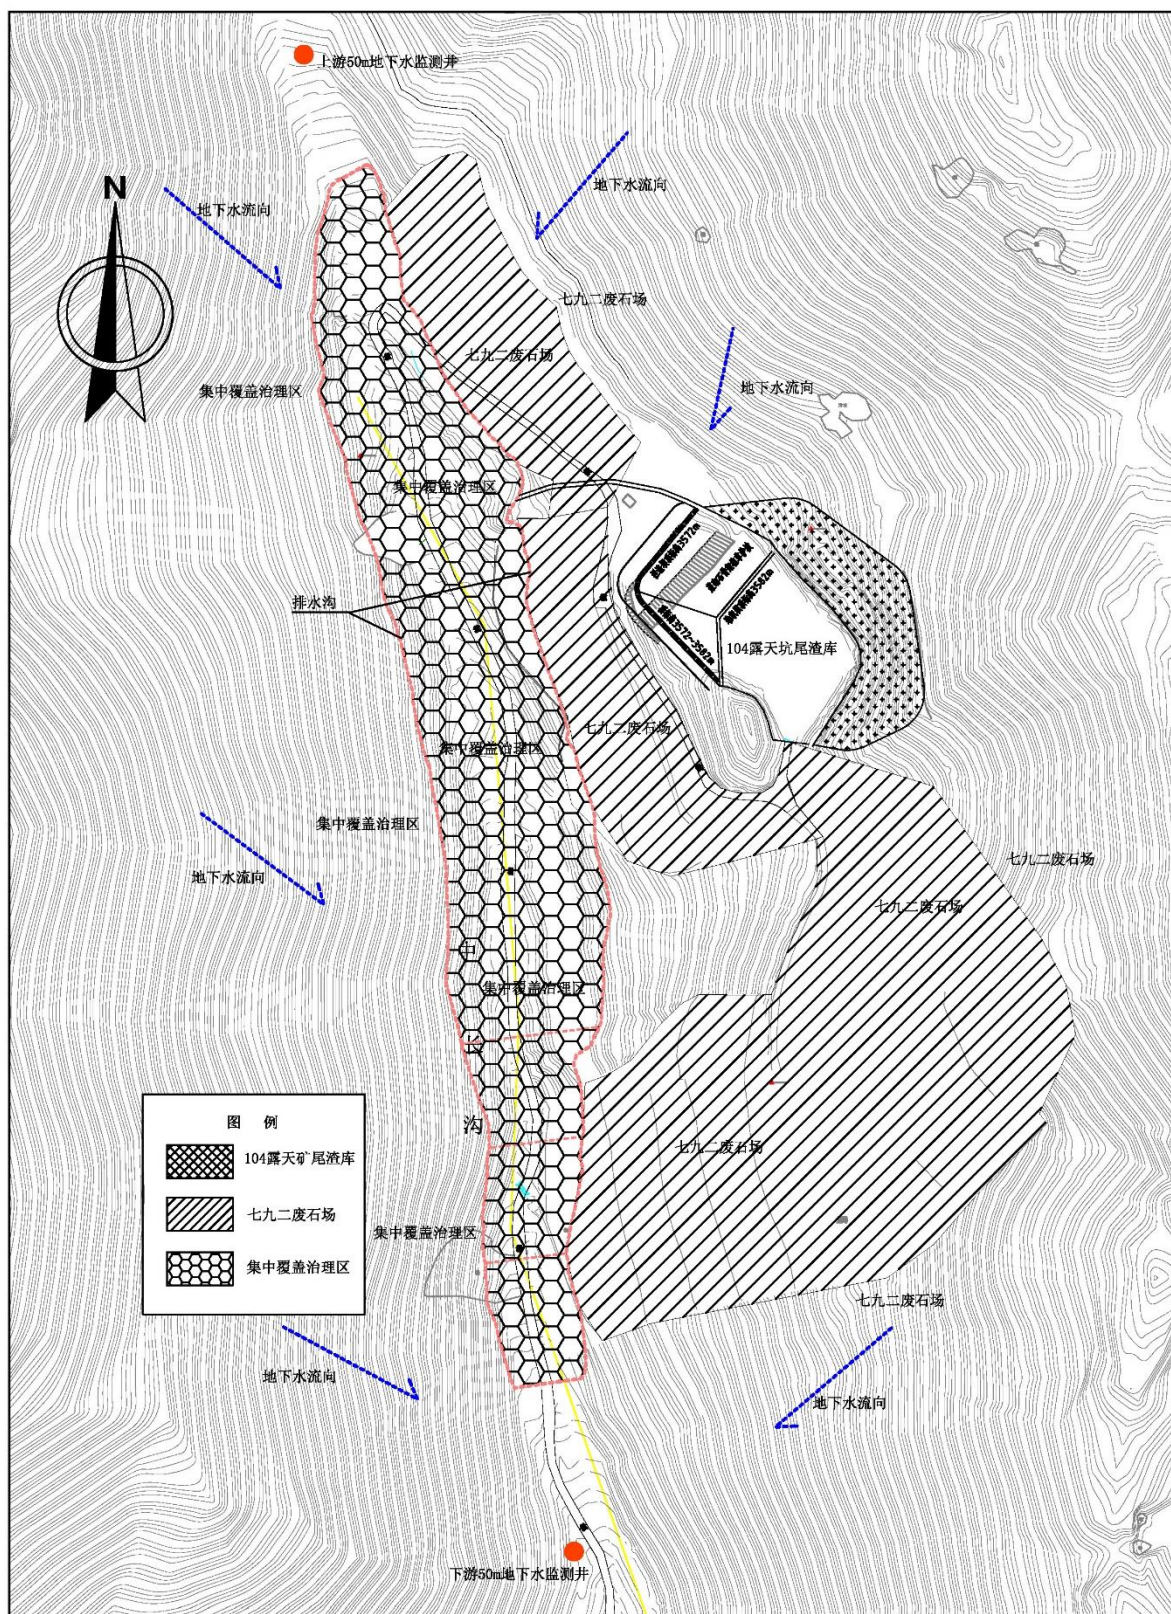 上游50m地下水监测井
N
地下水流向
地下水流向
七九二废石场
七九二废石场
地下水流向
集中覆盖治理区
集中覆盖治理区
排水沟
104露天坑尾渣库
七九二废石场
集中覆盖治理区
集中覆盖治理区
地下水流向
七九二废石场
七九二废石场
集中覆盖治理区
长
沟
图 例
104露天矿尾渣库
七九二废石场
集中覆盖治理区
七九二废石场
集中覆盖治理区
七九二废石场
地下水流向
地下水流向
下游50m地下水监测井